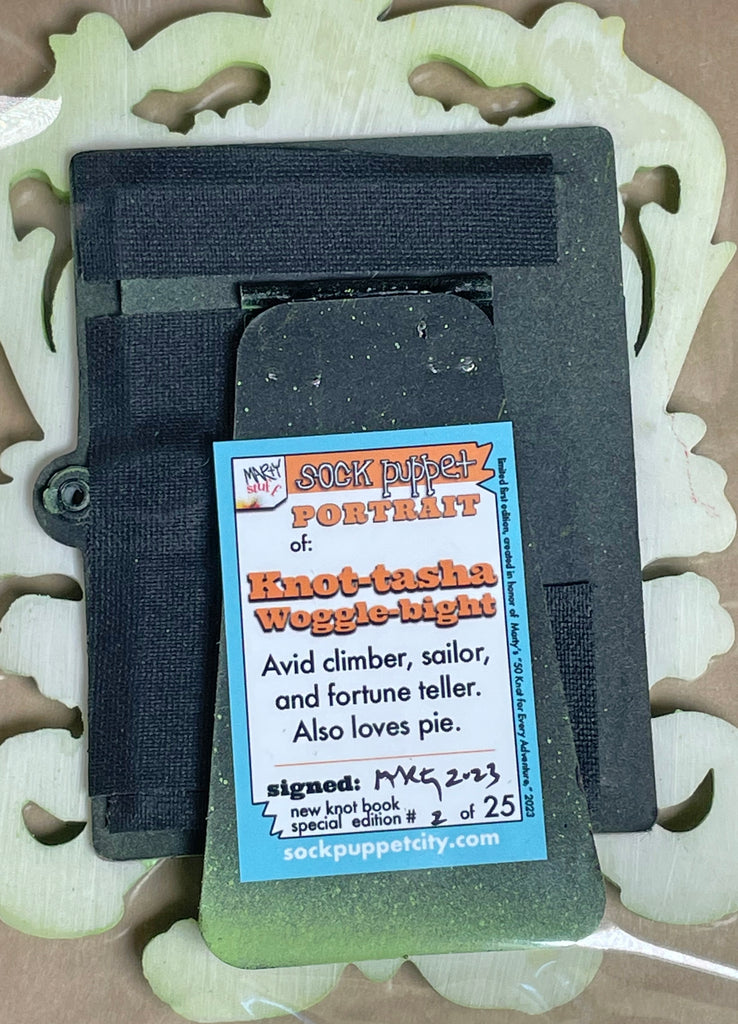 MARTY
stuff
SOCK PUPPET
PORTRAIT
of:
Knot-tasha
Woggle-bight
Avid climber, sailor,
and fortune teller.
Also loves pie.
signed: Marty 2023
new knot book
special edition # 2 of 25
sockpuppetcity.com
limited first edition, created in honor of Marty's "50 Knot for Every Adventure," 2023